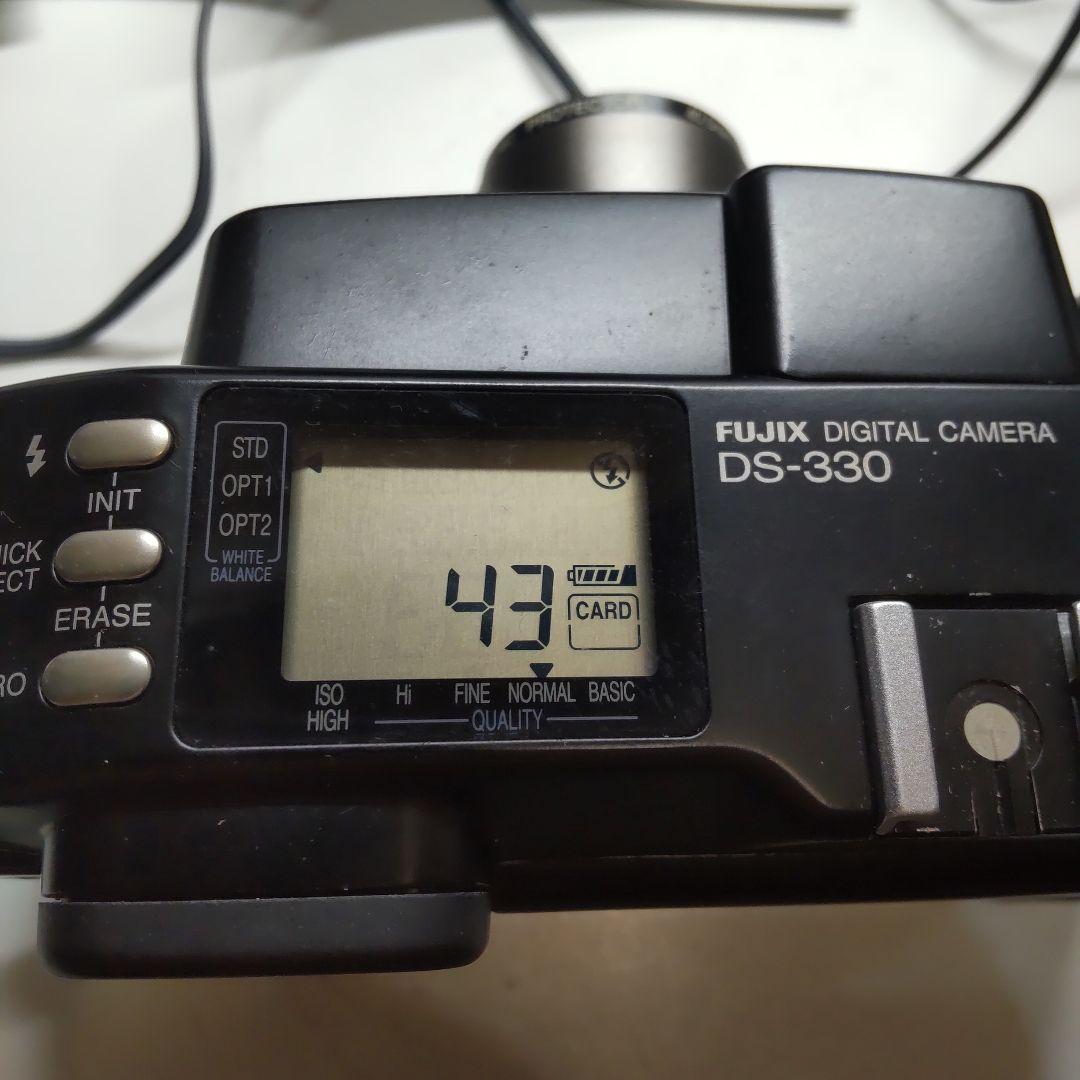 PROTECTOR
FUJIX DIGITAL CAMERA
DS-330
INIT
ERASE
STD
OPT1
OPT2
WHITE
BALANCE
43
CARD
ISO
HIGH
Hi
FINE
NORMAL
BASIC
QUALITY